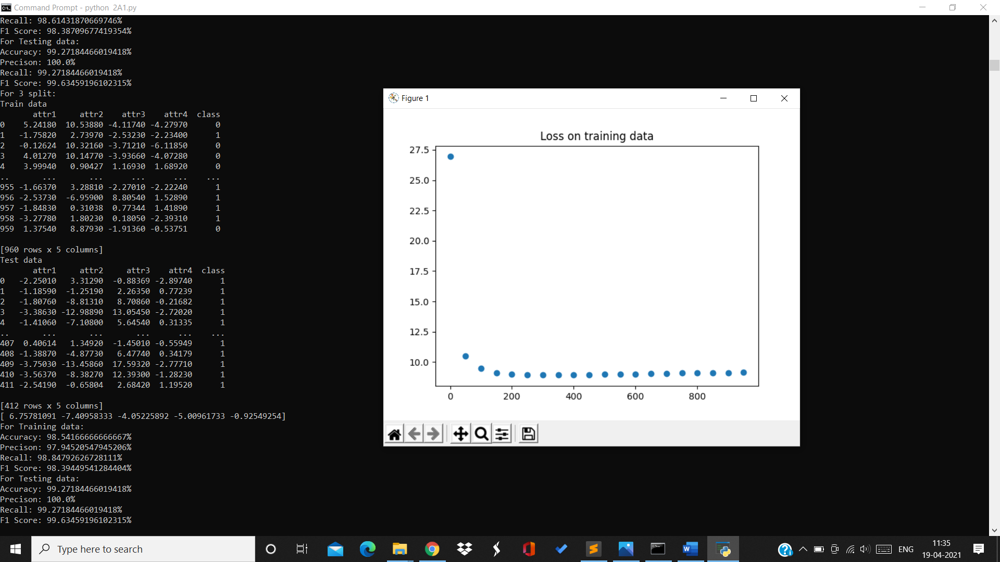 Command Prompt - python  2A1.py
Recall: 98.61431870669746%
F1 Score: 98.38709677419354%
For Testing data:
Accuracy: 99.27184466019418%
Precison: 100.0%
Recall: 99.27184466019418%
F1 Score: 99.63459196102315%
For 3 split:
Train data
attr1 attr2 attr3 attr4 class
0 5.24180 10.53880 -4.11740 -4.27970 0
1 -1.75820 2.73970 -2.53230 -2.23400 1
2 -0.12624 10.32160 -3.71210 -6.11850 0
3 4.01270 10.14770 -3.93660 -4.07280 0
4 3.99940 0.90427 1.16930 1.68920 0
.. ... ... ... ... ...
955 -1.66370 3.28810 -2.27010 -2.22240 1
956 -2.53730 -6.95900 8.80540 1.52890 1
957 -1.84830 0.31038 0.77344 1.41890 1
958 -3.27780 1.80230 0.18050 -2.39310 1
959 1.37540 8.87930 -1.91360 -0.53751 0
[960 rows x 5 columns]
Test data
attr1 attr2 attr3 attr4 class
0 -2.25010 3.31290 -0.88369 -2.89740 1
1 -1.18590 -1.25190 2.26350 0.77239 1
2 -1.80760 -8.81310 8.70860 -0.21682 1
3 -3.38630 -12.98890 13.05450 -2.72020 1
4 -1.41060 -7.10800 5.64540 0.31335 1
.. ... ... ... ... ...
407 0.40614 1.34920 -1.45010 -0.55949 1
408 -1.38870 -4.87730 6.47740 0.34179 1
409 -3.75030 -13.45860 17.59320 -2.77710 1
410 -3.56370 -8.38270 12.39300 -1.28230 1
411 -2.54190 -0.65804 2.68420 1.19520 1
[412 rows x 5 columns]
[ 6.75781091 -7.40958333 -4.05225892 -5.00961733 -0.92549254]
For Training data:
Accuracy: 98.54166666666667%
Precison: 97.94520547945206%
Recall: 98.84792626728111%
F1 Score: 98.39449541284404%
For Testing data:
Accuracy: 99.27184466019418%
Precison: 100.0%
Recall: 99.27184466019418%
F1 Score: 99.63459196102315%
Figure 1
Loss on training data
27.5
25.0
22.5
20.0
17.5
15.0
12.5
10.0
0 200 400 600 800
Type here to search
ENG
11:35
19-04-2021